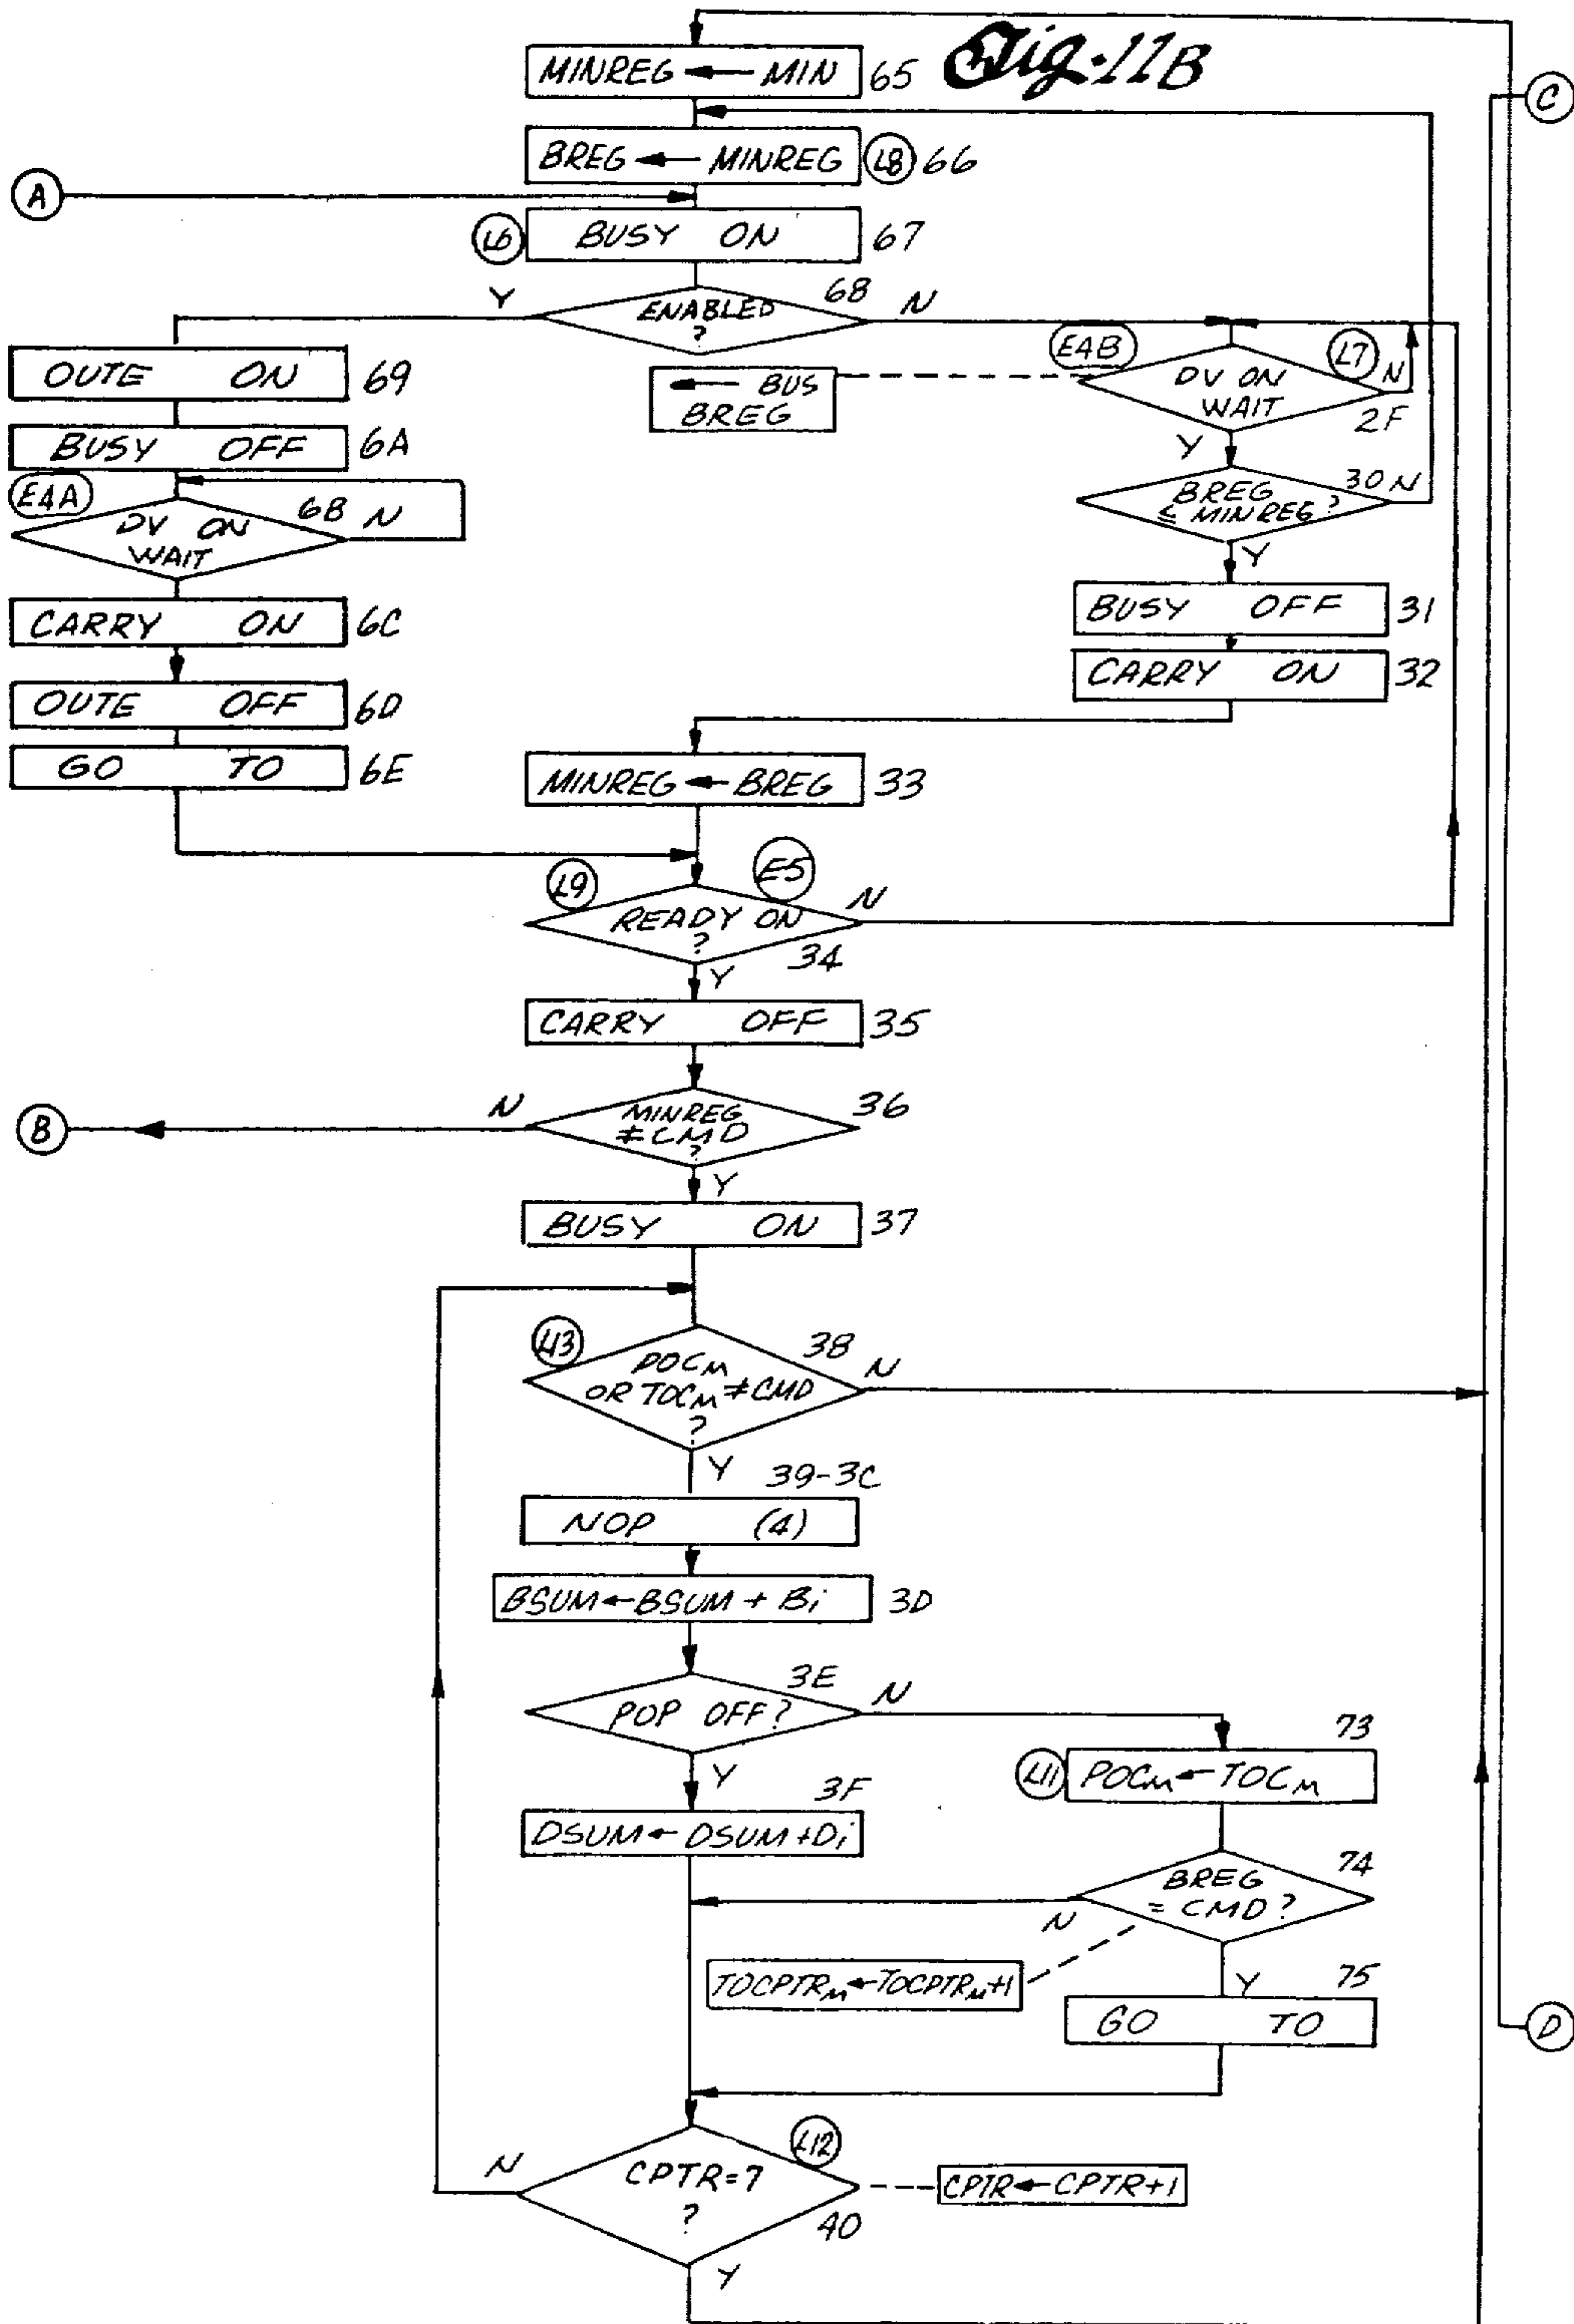 Fig. 11B
MINREG ← MIN 65
C
BREG ← MINREG L8 66
A
L6 BUSY ON 67
Y ENABLED ? 68 N
OUTE ON 69
E4B DV ON WAIT L7 N 2F
← BUS BREG
BUSY OFF 6A
Y
E4A DV ON WAIT 6B N
BREG ≤ MINREG? 30 N
Y
BUSY OFF 31
CARRY ON 6C
CARRY ON 32
OUTE OFF 6D
GO TO 6E
MINREG ← BREG 33
L9 READY ON ? E5 N 34
Y
CARRY OFF 35
B
N MINREG ≠ CMD ? 36
Y
BUSY ON 37
L13 POCM OR TOCM ≠ CMD ? 38 N
Y 39-3C
NOP (4)
BSUM ← BSUM + Bi 3D
POP OFF? 3E N
Y
73
L11 POCM ← TOCM
3F
DSUM ← DSUM + Di
BREG = CMD? 74
N
TOCPTRM ← TOCPTRM+1
Y 75
GO TO
D
N CPTR=7 ? L12 40
CPTR ← CPTR+1
Y